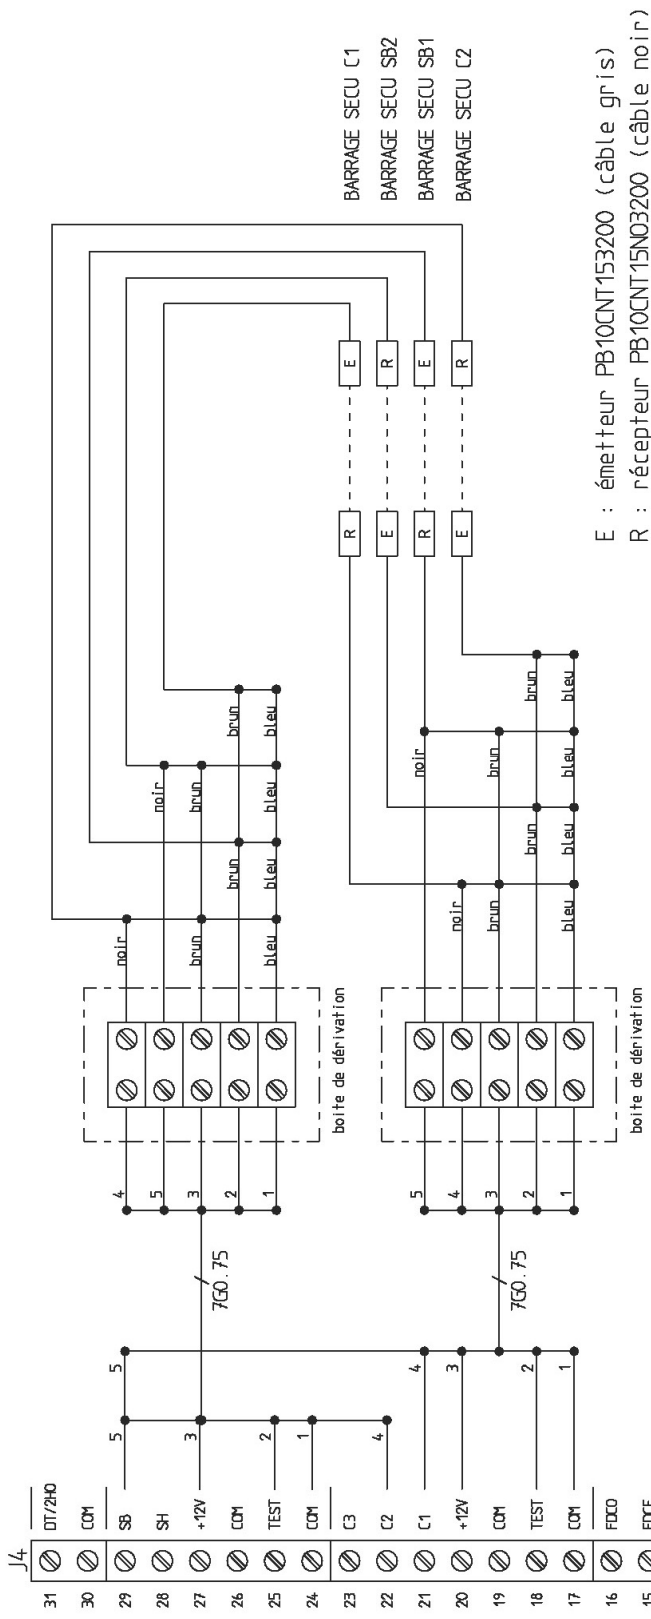 BARRAGE SECU C1
BARRAGE SECU SB2
BARRAGE SECU SB1
BARRAGE SECU C2
E : émetteur PB10CNT153200 (câble gris)
R : récepteur PB10CNT15NO3200 (câble noir)
E
R
E
R
R
E
R
E
noir
brun
bleu
brun
bleu
noir
brun
bleu
brun
bleu
noir
brun
bleu
brun
bleu
noir
brun
bleu
brun
bleu
boite de dérivation
boite de dérivation
4
5
3
2
1
5
4
3
2
1
7G0.75
7G0.75
5
4
3
2
1
5
3
2
1
4
J4
31 DT/2HO
30 COM
29 SB
28 SH
27 +12V
26 COM
25 TEST
24 COM
23 C3
22 C2
21 C1
20 +12V
19 COM
18 TEST
17 COM
16 FDCO
15 FDCF